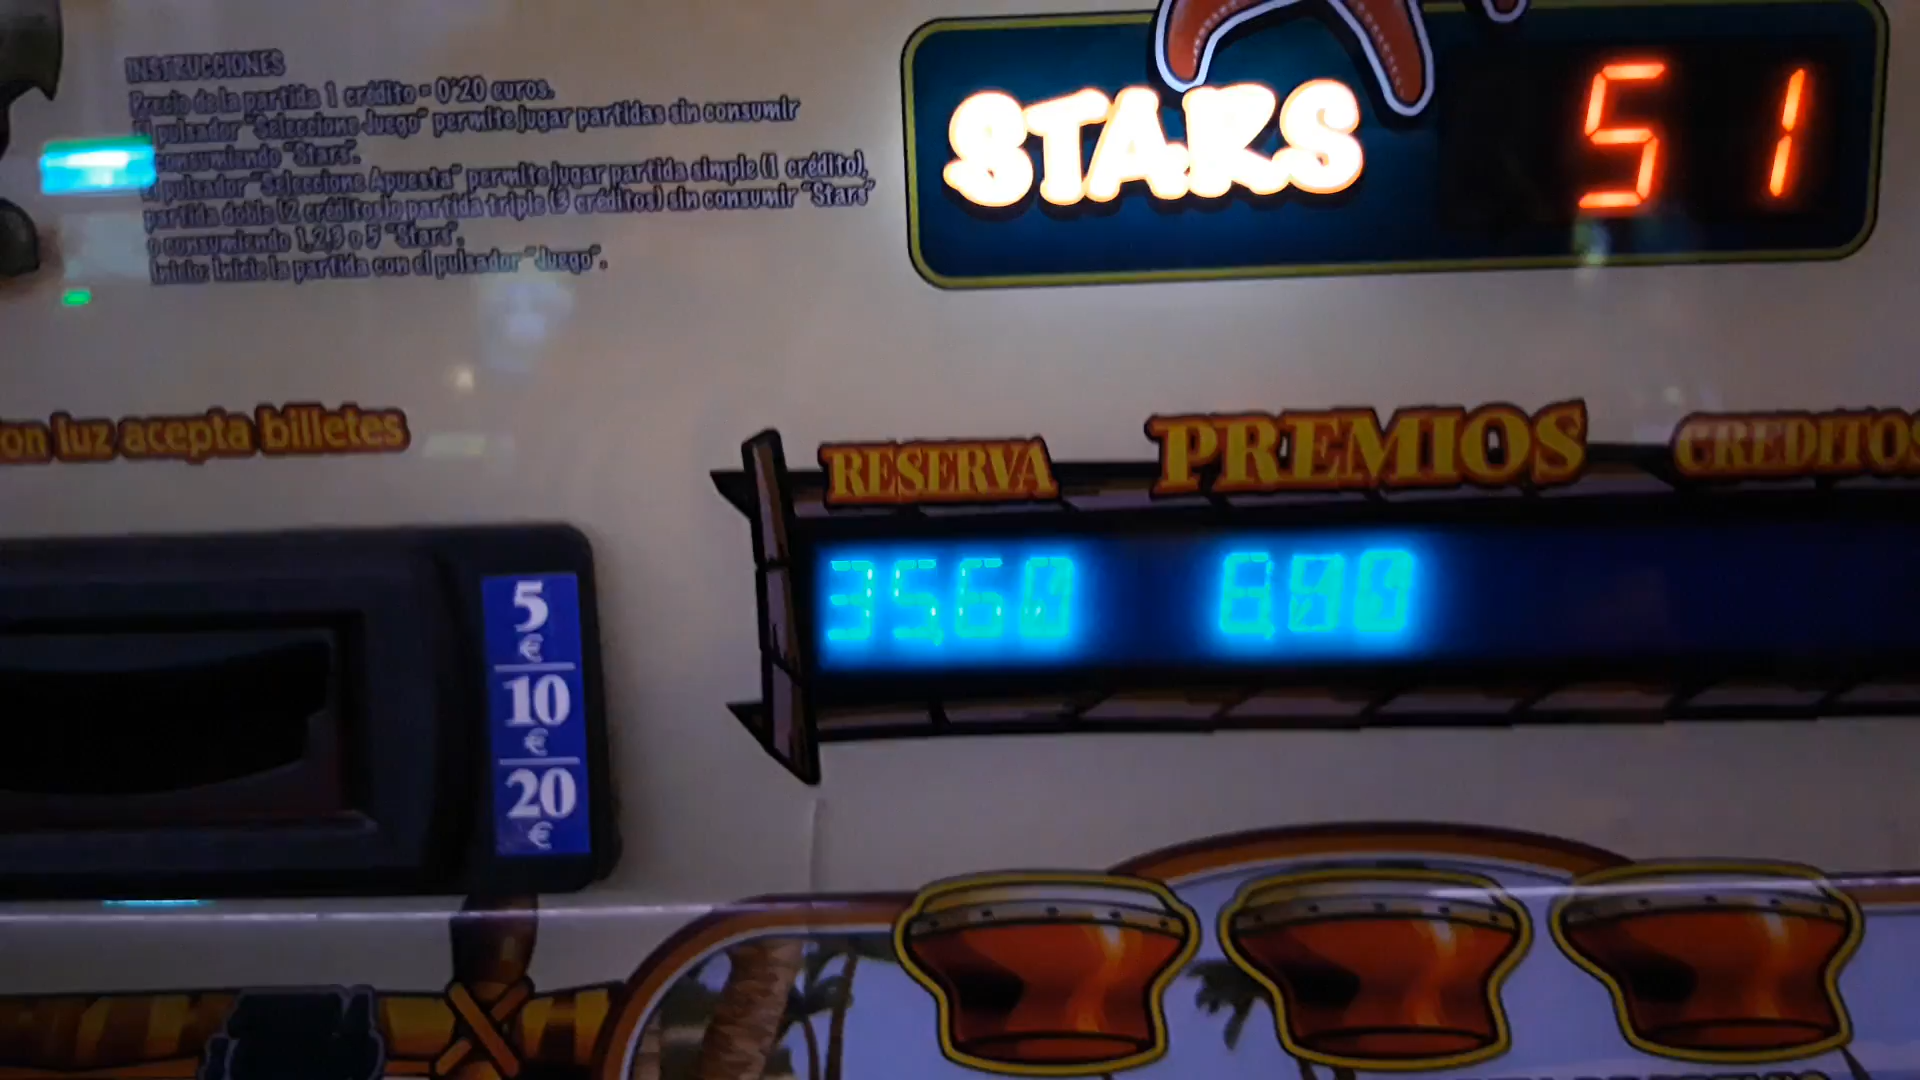 INSTRUCCIONES
Precio de la partida 1 crédito = 0'20 euros.
El pulsador "Seleccione Juego" permite jugar partidas sin consumir
consumiendo "Stars".
El pulsador "Seleccione Apuesta" permite jugar partida simple (1 crédito),
partida doble (2 créditos) o partida triple (3 créditos) sin consumir "Stars"
o consumiendo 1,2,3 o 5 "Stars".
Inicio: Inicie la partida con el pulsador "Juego".
STARS
51
on luz acepta billetes
RESERVA
PREMIOS
CREDITOS
35,60
5
€
10
€
20
€